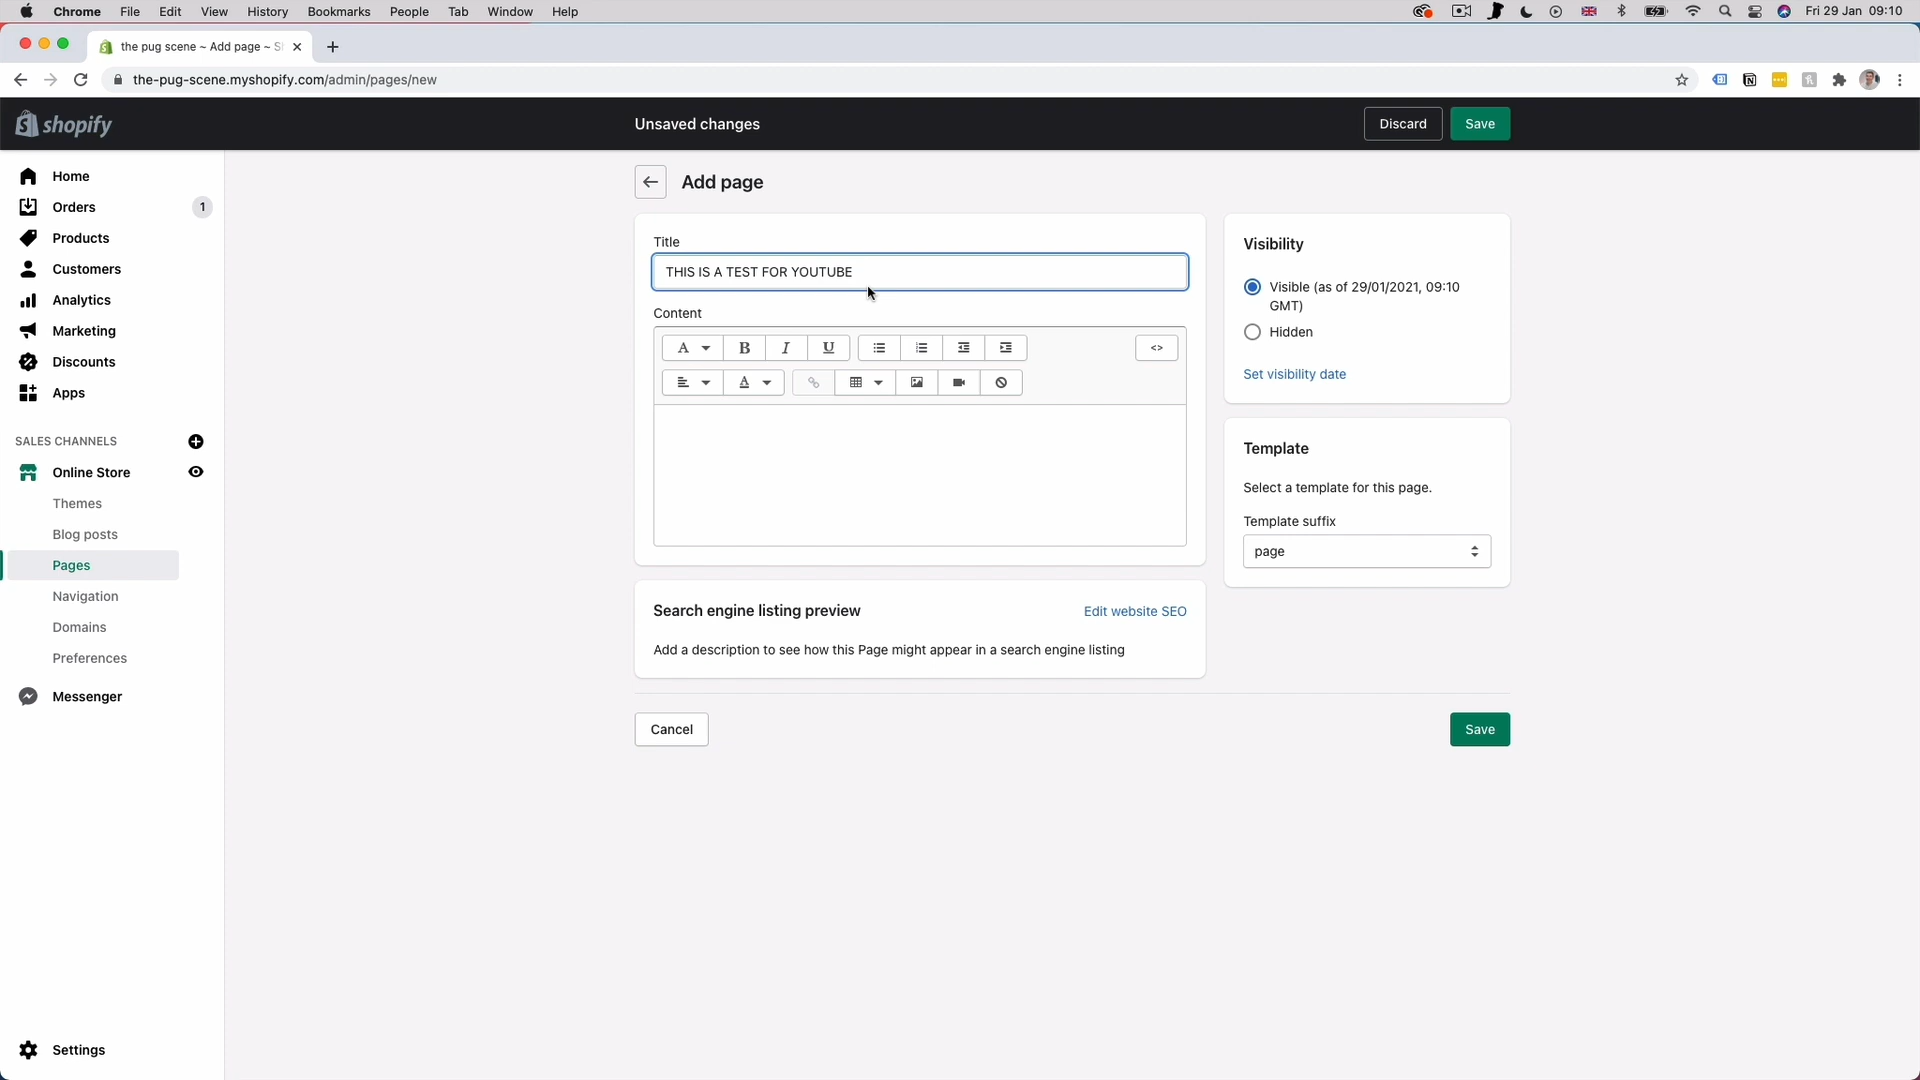 Chrome File Edit View History Bookmarks People Tab Window Help Fri 29 Jan 09:10
the pug scene ~ Add page ~ S
the-pug-scene.myshopify.com/admin/pages/new
shopify
Unsaved changes
Discard
Save
Home
Orders 1
Products
Customers
Analytics
Marketing
Discounts
Apps
SALES CHANNELS
Online Store
Themes
Blog posts
Pages
Navigation
Domains
Preferences
Messenger
Settings
Add page
Title
THIS IS A TEST FOR YOUTUBE
Content
A B I U <>
A
Search engine listing preview
Edit website SEO
Add a description to see how this Page might appear in a search engine listing
Cancel
Visibility
Visible (as of 29/01/2021, 09:10
GMT)
Hidden
Set visibility date
Template
Select a template for this page.
Template suffix
page
Save